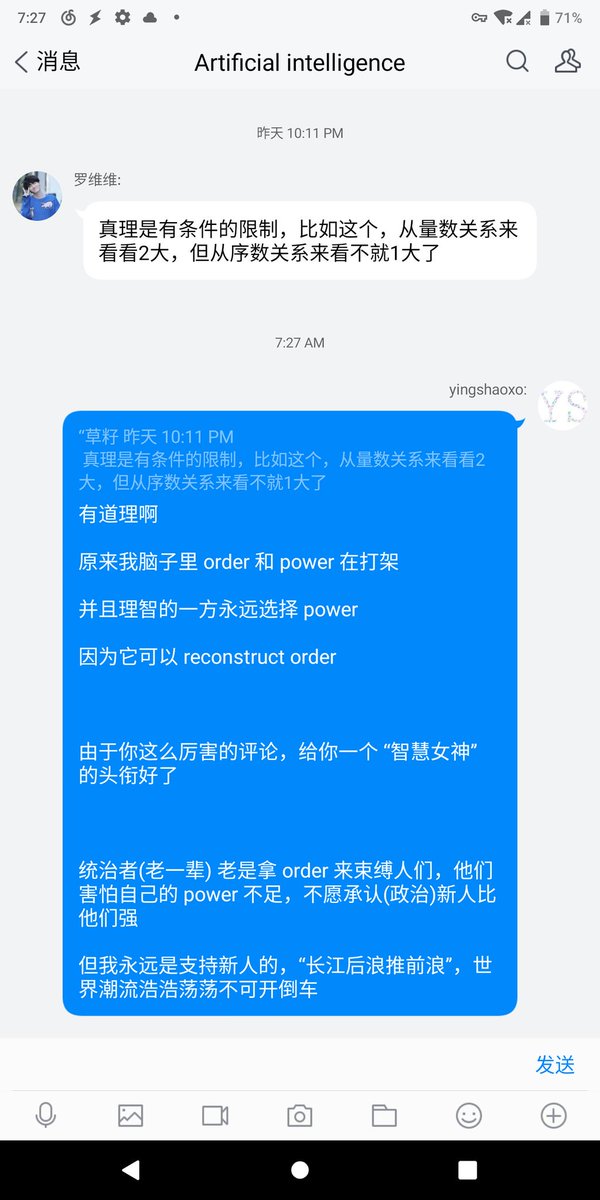 7:27
71%
消息
Artificial intelligence
昨天 10:11 PM
罗维维:
真理是有条件的限制，比如这个，从量数关系来
看看2大，但从序数关系来看不就1大了
7:27 AM
yingshaoxo:
YS
“草籽 昨天 10:11 PM
真理是有条件的限制，比如这个，从量数关系来看看2
大，但从序数关系来看不就1大了
有道理啊
原来我脑子里 order 和 power 在打架
并且理智的一方永远选择 power
因为它可以 reconstruct order
由于你这么厉害的评论，给你一个 “智慧女神”
的头衔好了
统治者(老一辈) 老是拿 order 来束缚人们，他们
害怕自己的 power 不足，不愿承认(政治)新人比
他们强
但我永远是支持新人的，“长江后浪推前浪”，世
界潮流浩浩荡荡不可开倒车
发送